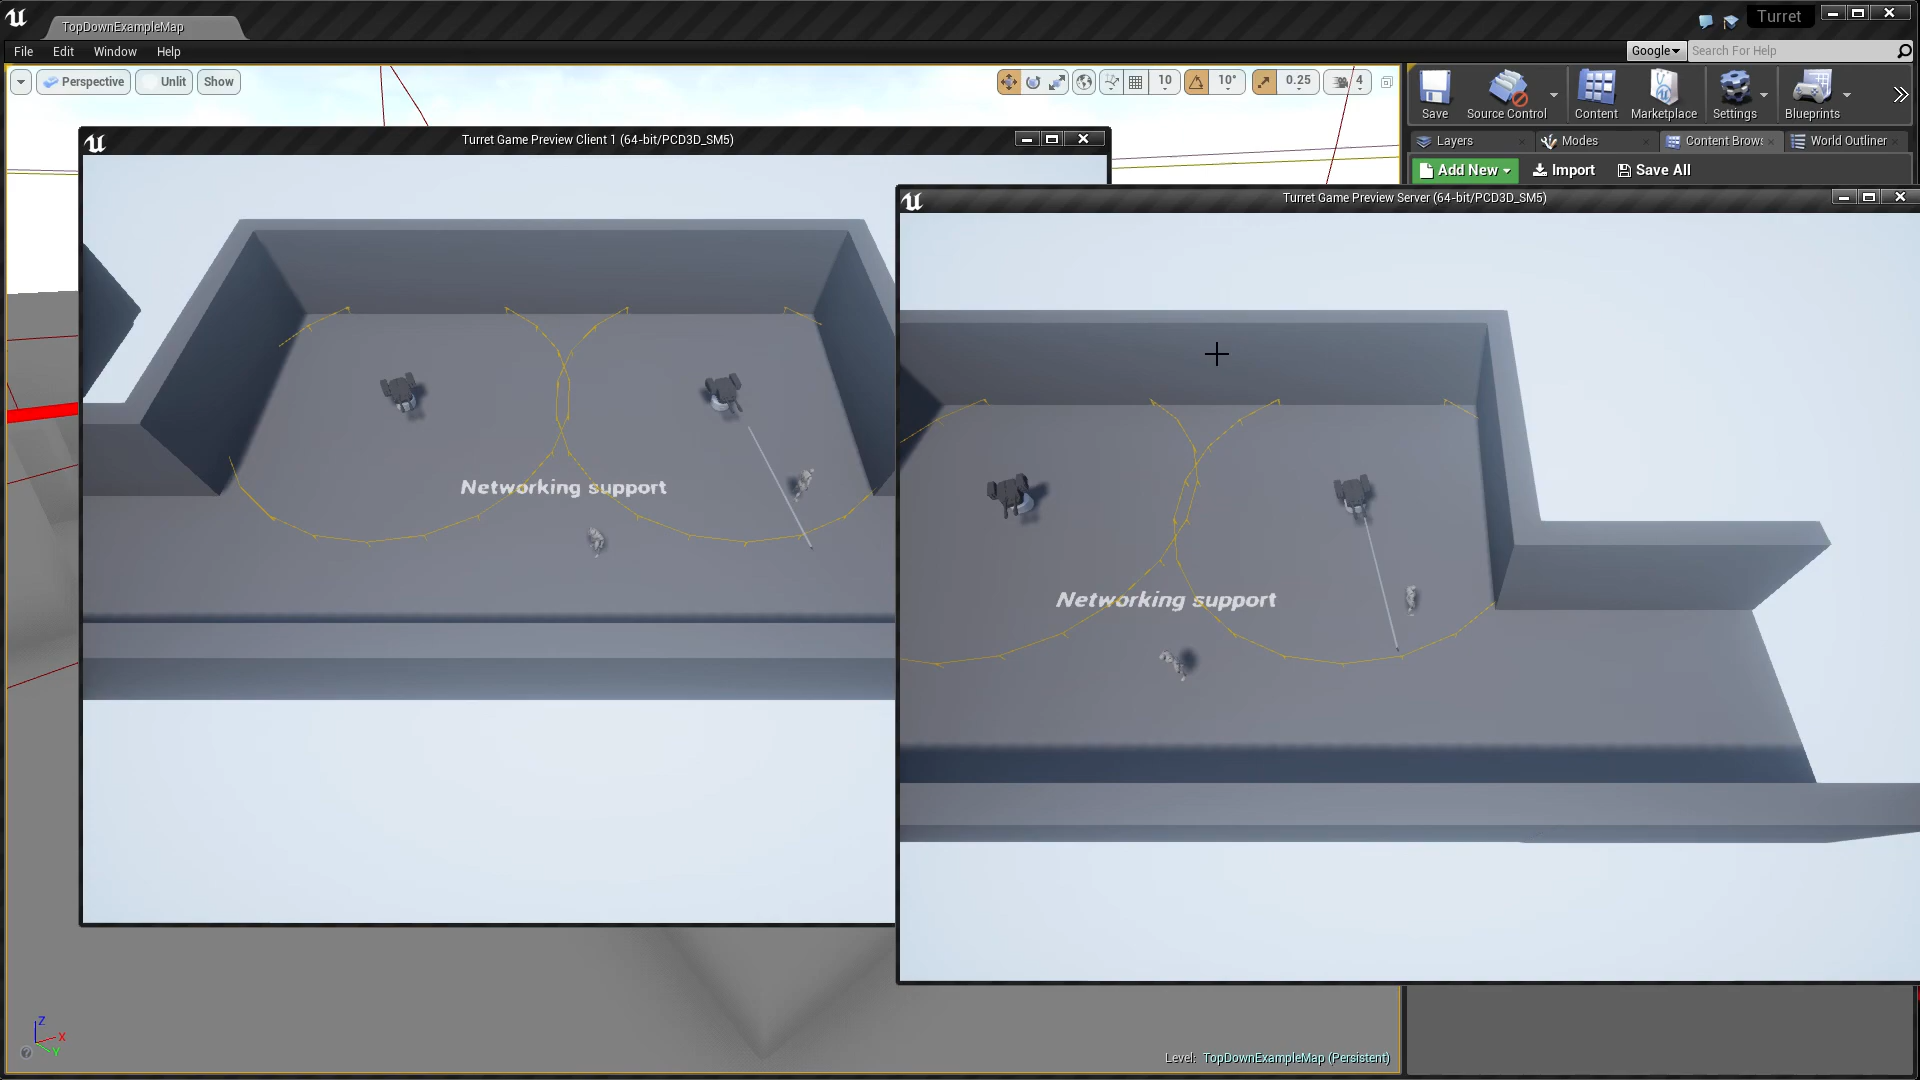 TopDownExampleMap
Turret
File Edit Window Help
Google Search For Help
Perspective Unlit Show
10 10° 0.25 4
Save Source Control Content Marketplace Settings Blueprints
Layers Modes Content Brows World Outliner
Add New Import Save All
Turret Game Preview Client 1 (64-bit/PCD3D_SM5)
Turret Game Preview Server (64-bit/PCD3D_SM5)
Networking support
Networking support
Z
X
Y
Level: TopDownExampleMap (Persistent)